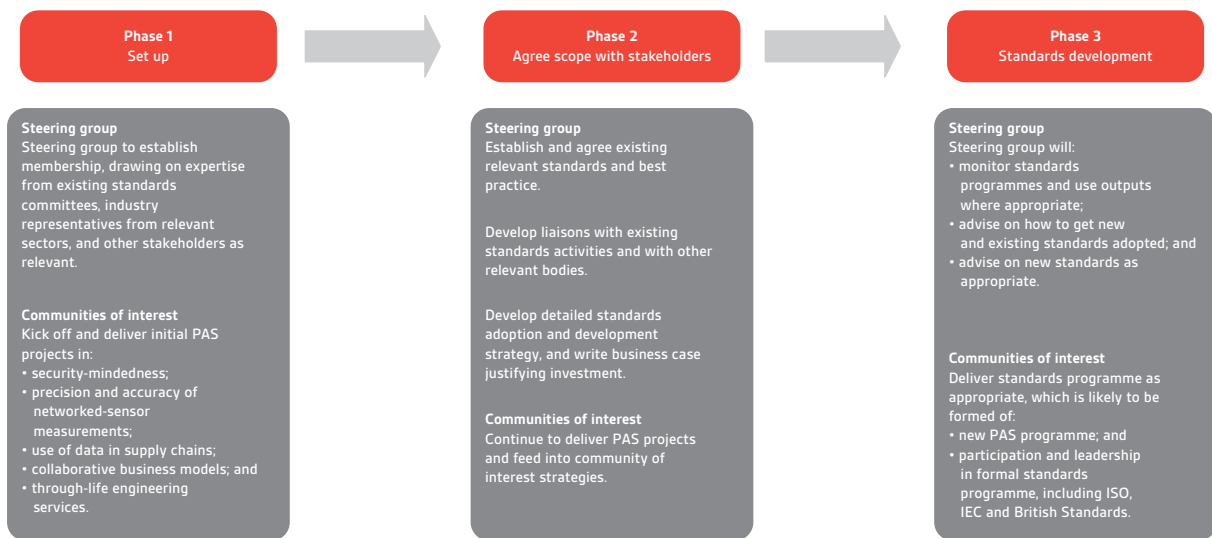 Phase 1
Set up
Phase 2
Agree scope with stakeholders
Phase 3
Standards development
Steering group
Steering group to establish
membership, drawing on expertise
from existing standards
committees, industry
representatives from relevant
sectors, and other stakeholders as
relevant.
Communities of interest
Kick off and deliver initial PAS
projects in:
• security-mindedness;
• precision and accuracy of
networked-sensor
measurements;
• use of data in supply chains;
• collaborative business models; and
• through-life engineering
services.
Steering group
Establish and agree existing
relevant standards and best
practice.
Develop liaisons with existing
standards activities and with other
relevant bodies.
Develop detailed standards
adoption and development
strategy, and write business case
justifying investment.
Communities of interest
Continue to deliver PAS projects
and feed into community of
interest strategies.
Steering group
Steering group will:
• monitor standards
programmes and use outputs
where appropriate;
• advise on how to get new
and existing standards adopted; and
• advise on new standards as
appropriate.
Communities of interest
Deliver standards programme as
appropriate, which is likely to be
formed of:
• new PAS programme; and
• participation and leadership
in formal standards
programme, including ISO,
IEC and British Standards.